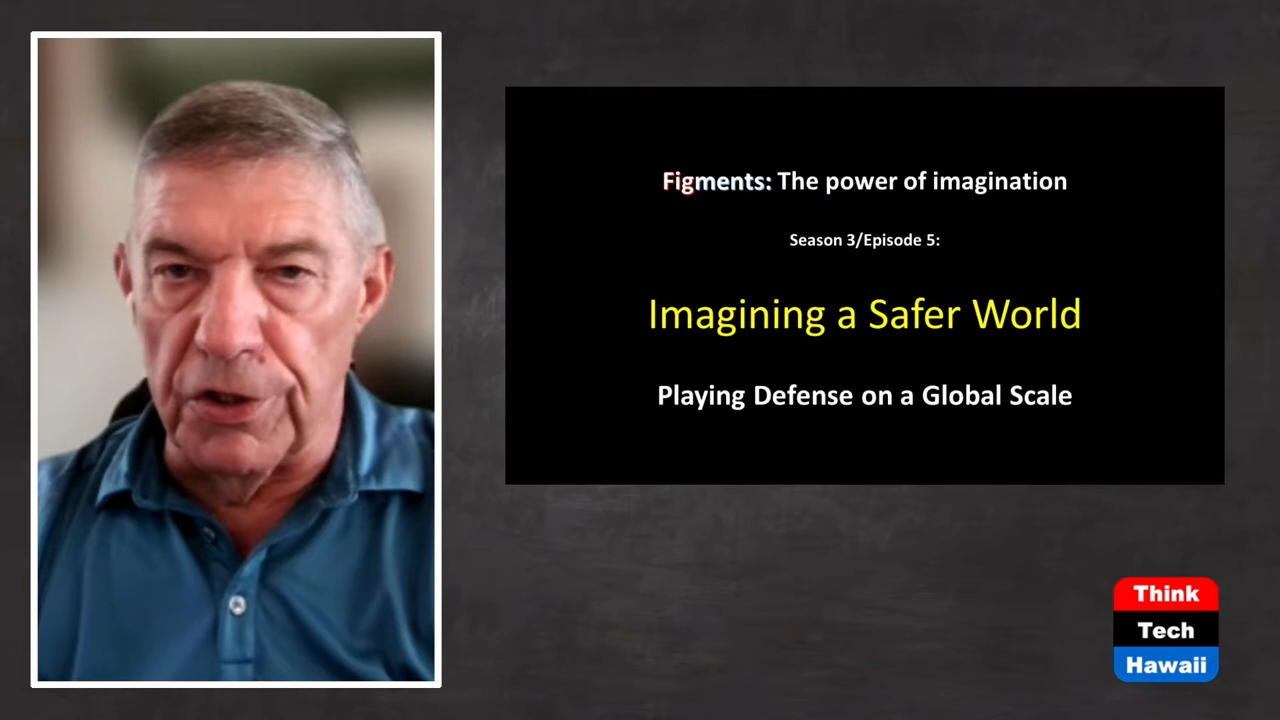 Figments: The power of imagination
Season 3/Episode 5:
Imagining a Safer World
Playing Defense on a Global Scale
Think
Tech
Hawaii